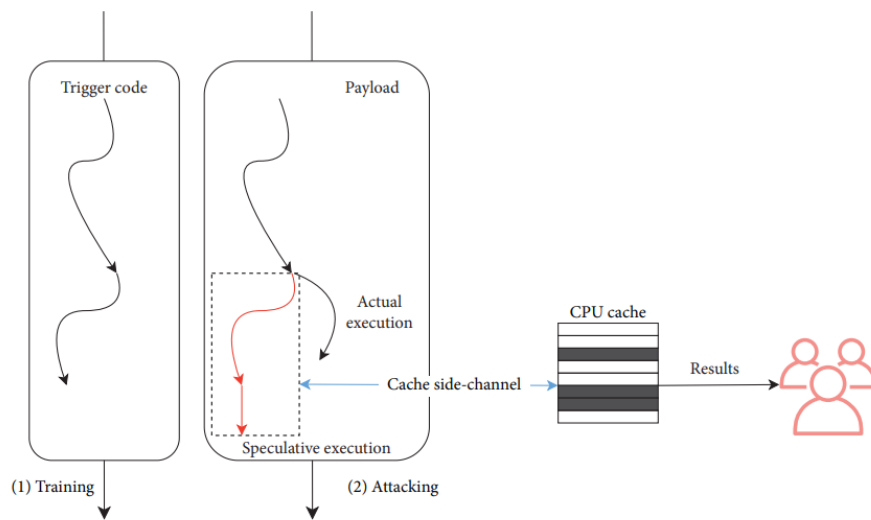 Trigger code
Payload
Actual
execution
CPU cache
Results
Cache side-channel
Speculative execution
(1) Training
(2) Attacking